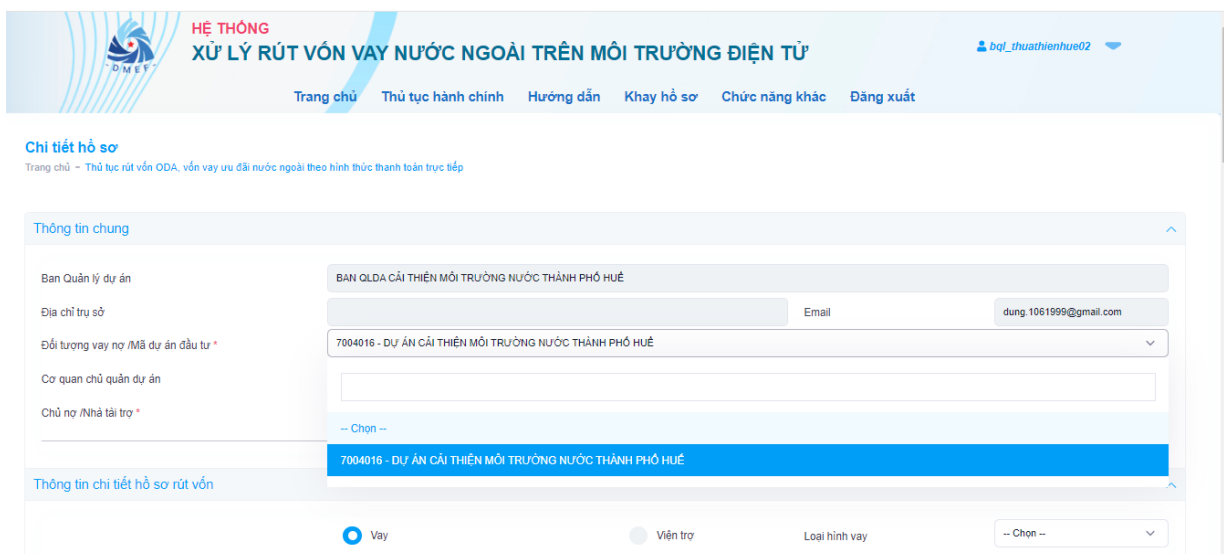 HỆ THỐNG
XỬ LÝ RÚT VỐN VAY NƯỚC NGOÀI TRÊN MÔI TRƯỜNG ĐIỆN TỬ
bql_thuathienhue02
DMEF
Trang chủ Thủ tục hành chính Hướng dẫn Khay hồ sơ Chức năng khác Đăng xuất
Chi tiết hồ sơ
Trang chủ – Thủ tục rút vốn ODA, vốn vay ưu đãi nước ngoài theo hình thức thanh toán trực tiếp
Thông tin chung
Ban Quản lý dự án BAN QLDA CẢI THIỆN MÔI TRƯỜNG NƯỚC THÀNH PHỐ HUẾ
Địa chỉ trụ sở Email dung.1061999@gmail.com
Đối tượng vay nợ /Mã dự án đầu tư * 7004016 - DỰ ÁN CẢI THIỆN MÔI TRƯỜNG NƯỚC THÀNH PHỐ HUẾ
Cơ quan chủ quản dự án
Chủ nợ /Nhà tài trợ *
-- Chọn --
7004016 - DỰ ÁN CẢI THIỆN MÔI TRƯỜNG NƯỚC THÀNH PHỐ HUẾ
Thông tin chi tiết hồ sơ rút vốn
Vay Viện trợ Loại hình vay -- Chọn --